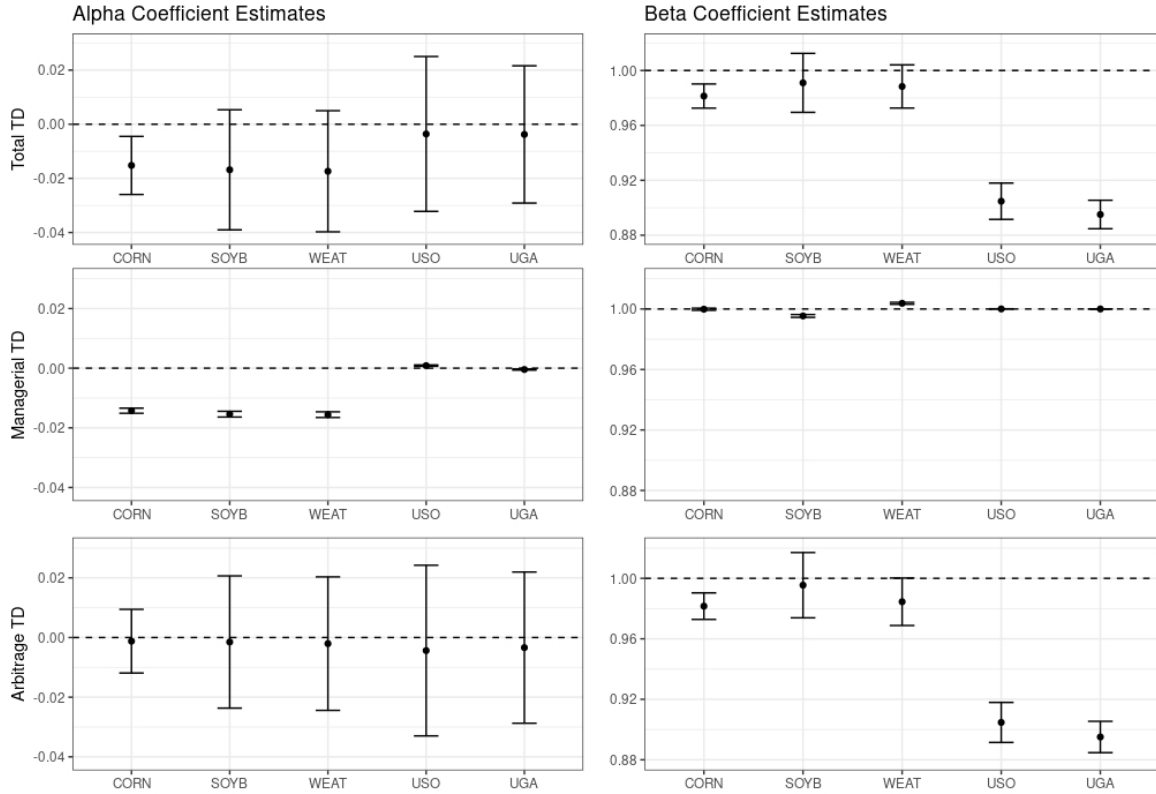 Alpha Coefficient Estimates
Beta Coefficient Estimates
Total TD
0.02
0.00
-0.02
-0.04
CORN SOYB WEAT USO UGA
1.00
0.96
0.92
0.88
CORN SOYB WEAT USO UGA
Managerial TD
0.02
0.00
-0.02
-0.04
CORN SOYB WEAT USO UGA
1.00
0.96
0.92
0.88
CORN SOYB WEAT USO UGA
Arbitrage TD
0.02
0.00
-0.02
-0.04
CORN SOYB WEAT USO UGA
1.00
0.96
0.92
0.88
CORN SOYB WEAT USO UGA